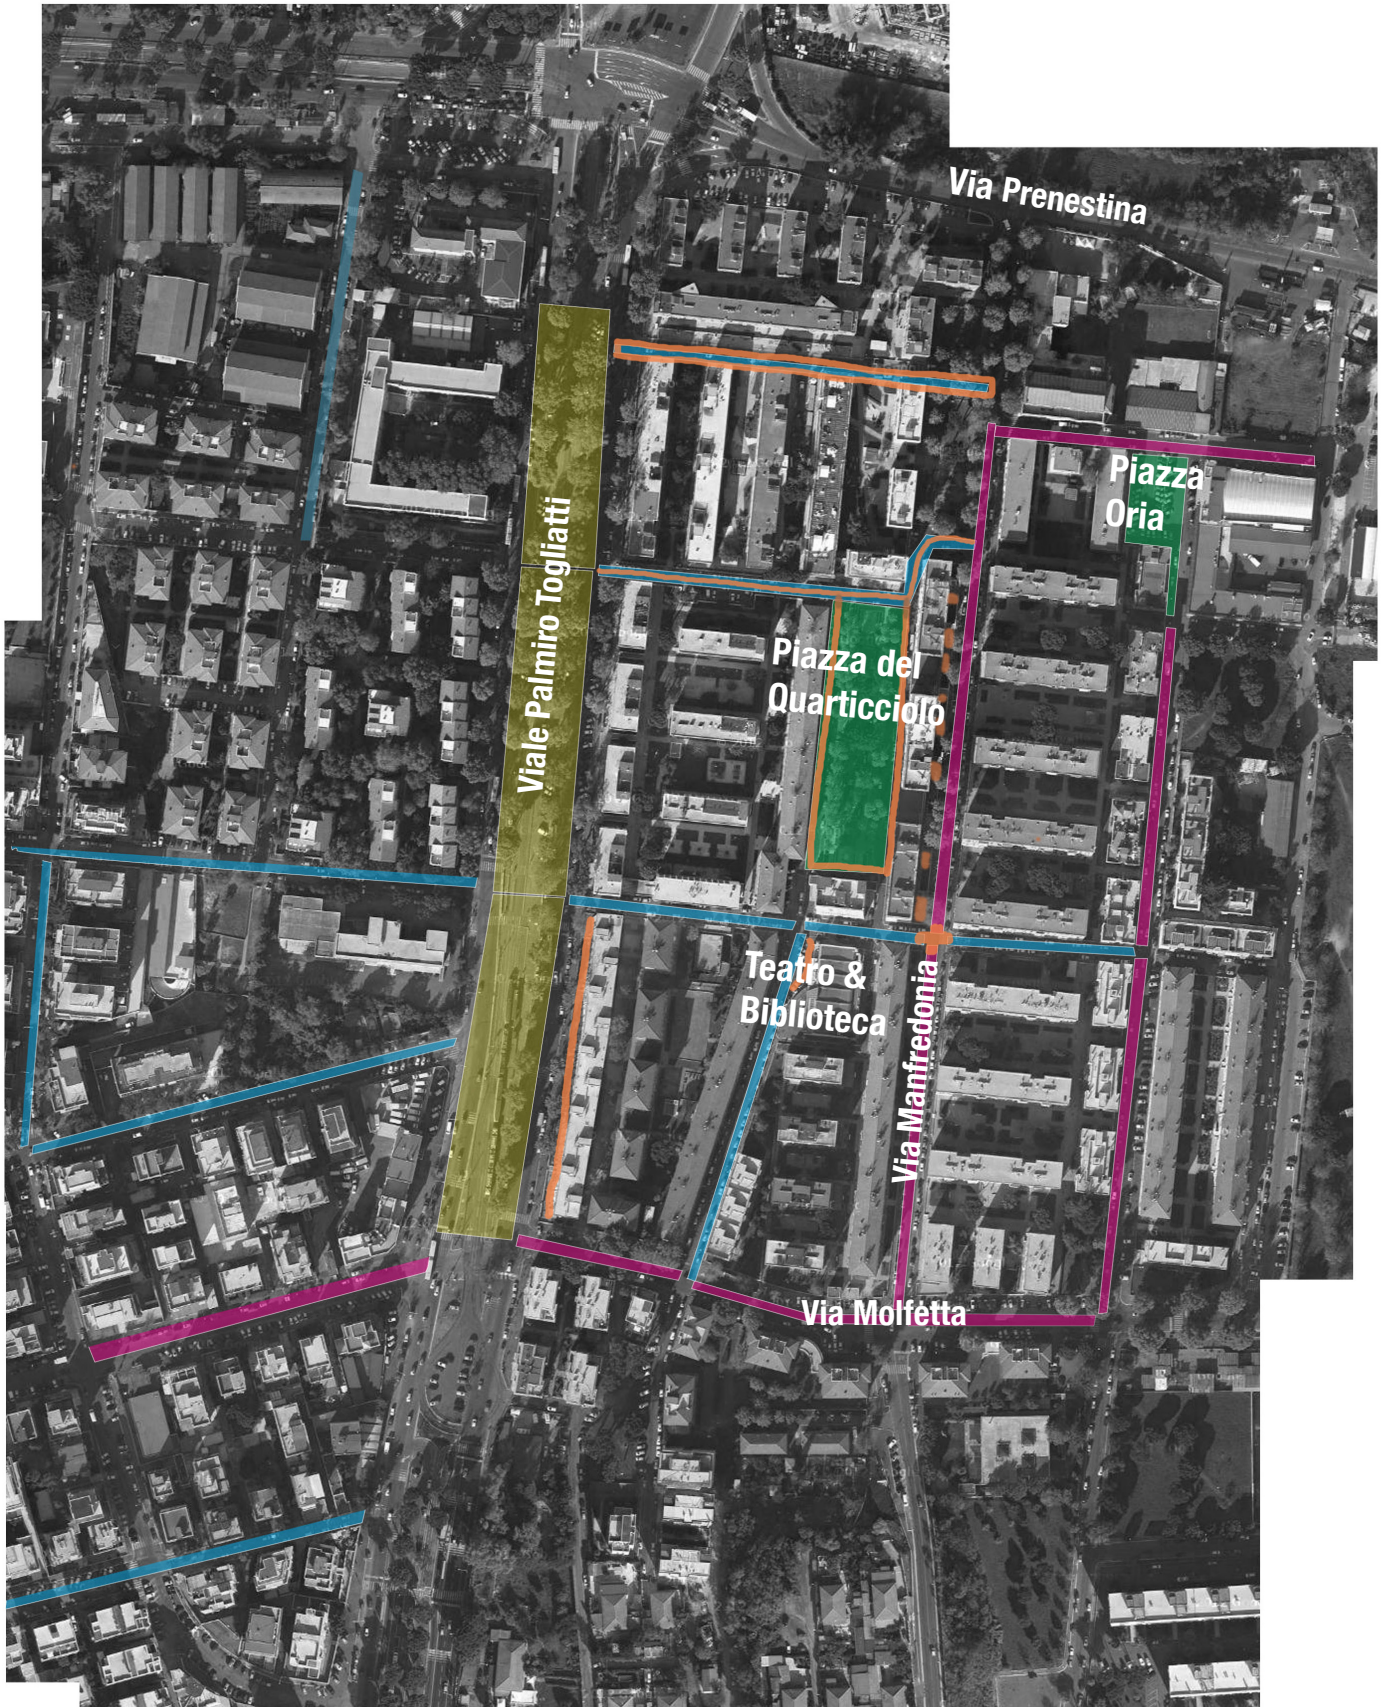 Via Prenestina
Piazza
Oria
Viale Palmiro Togliatti
Piazza del
Quarticciolo
Teatro &
Biblioteca
Via Manfredonia
Via Molfetta